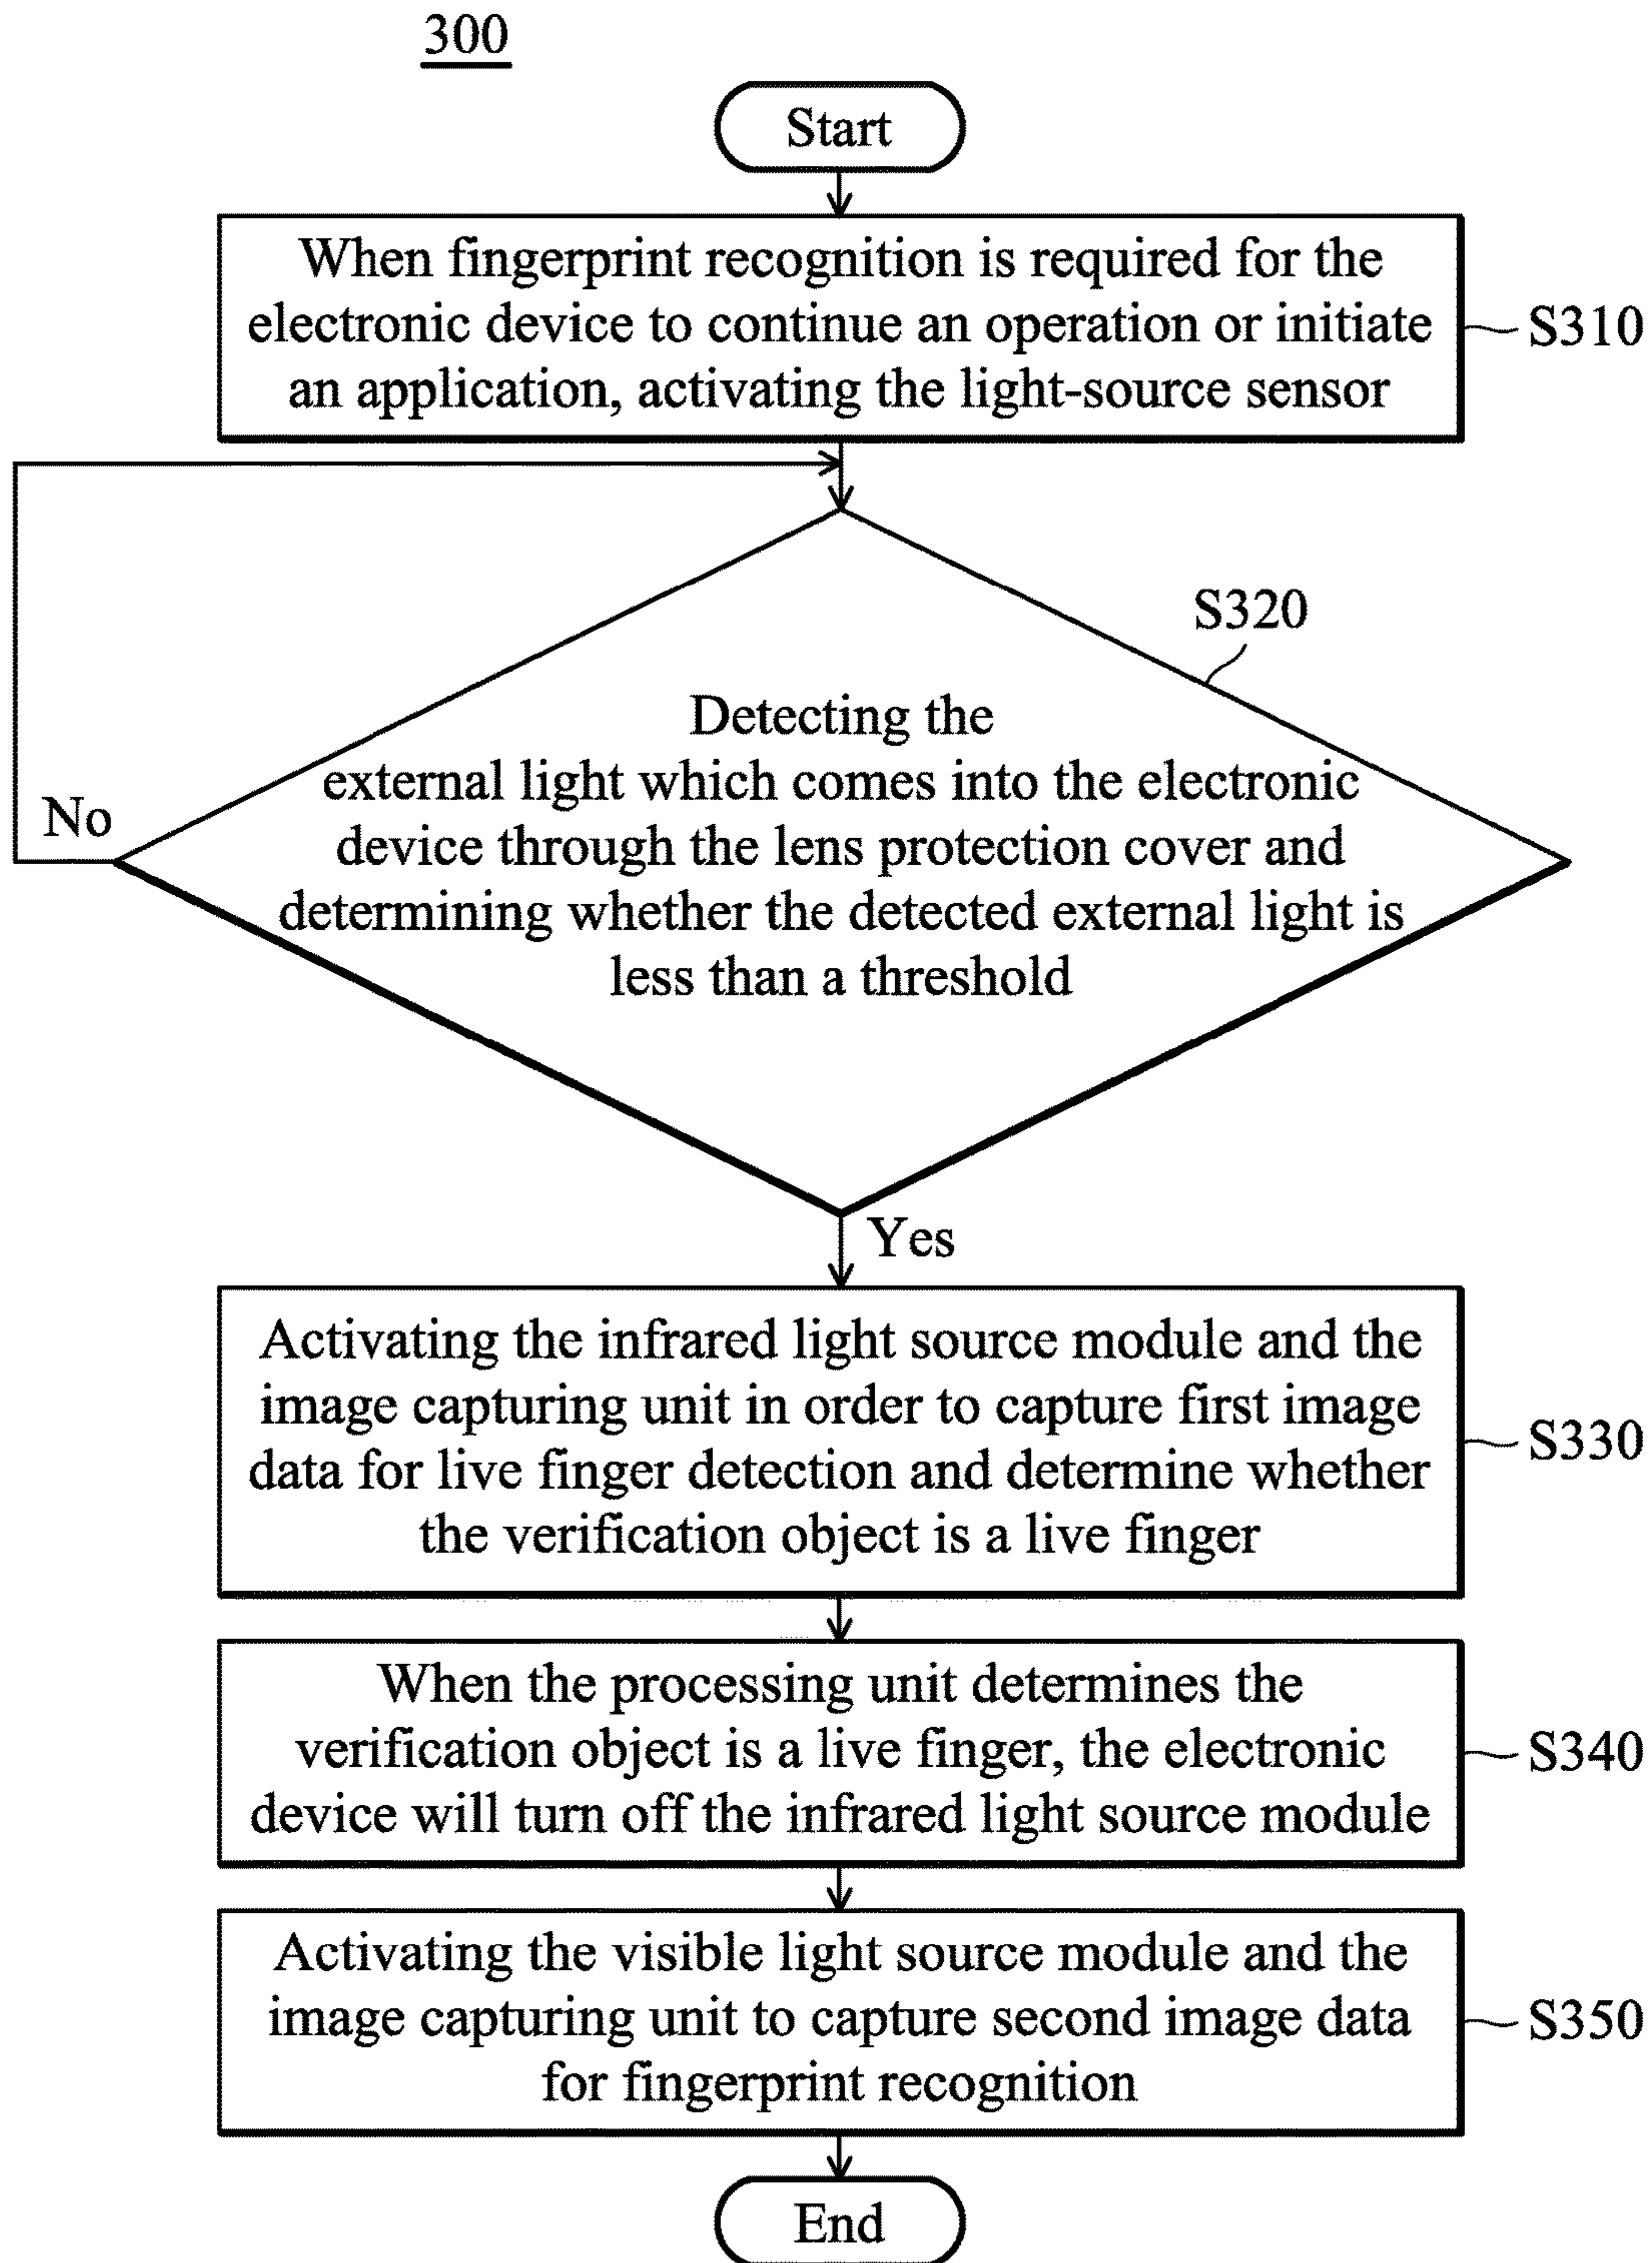 300
Start
When fingerprint recognition is required for the
electronic device to continue an operation or initiate
an application, activating the light-source sensor
S310
S320
Detecting the
external light which comes into the electronic
device through the lens protection cover and
determining whether the detected external light is
less than a threshold
No
Yes
Activating the infrared light source module and the
image capturing unit in order to capture first image
data for live finger detection and determine whether
the verification object is a live finger
S330
When the processing unit determines the
verification object is a live finger, the electronic
device will turn off the infrared light source module
S340
Activating the visible light source module and the
image capturing unit to capture second image data
for fingerprint recognition
S350
End